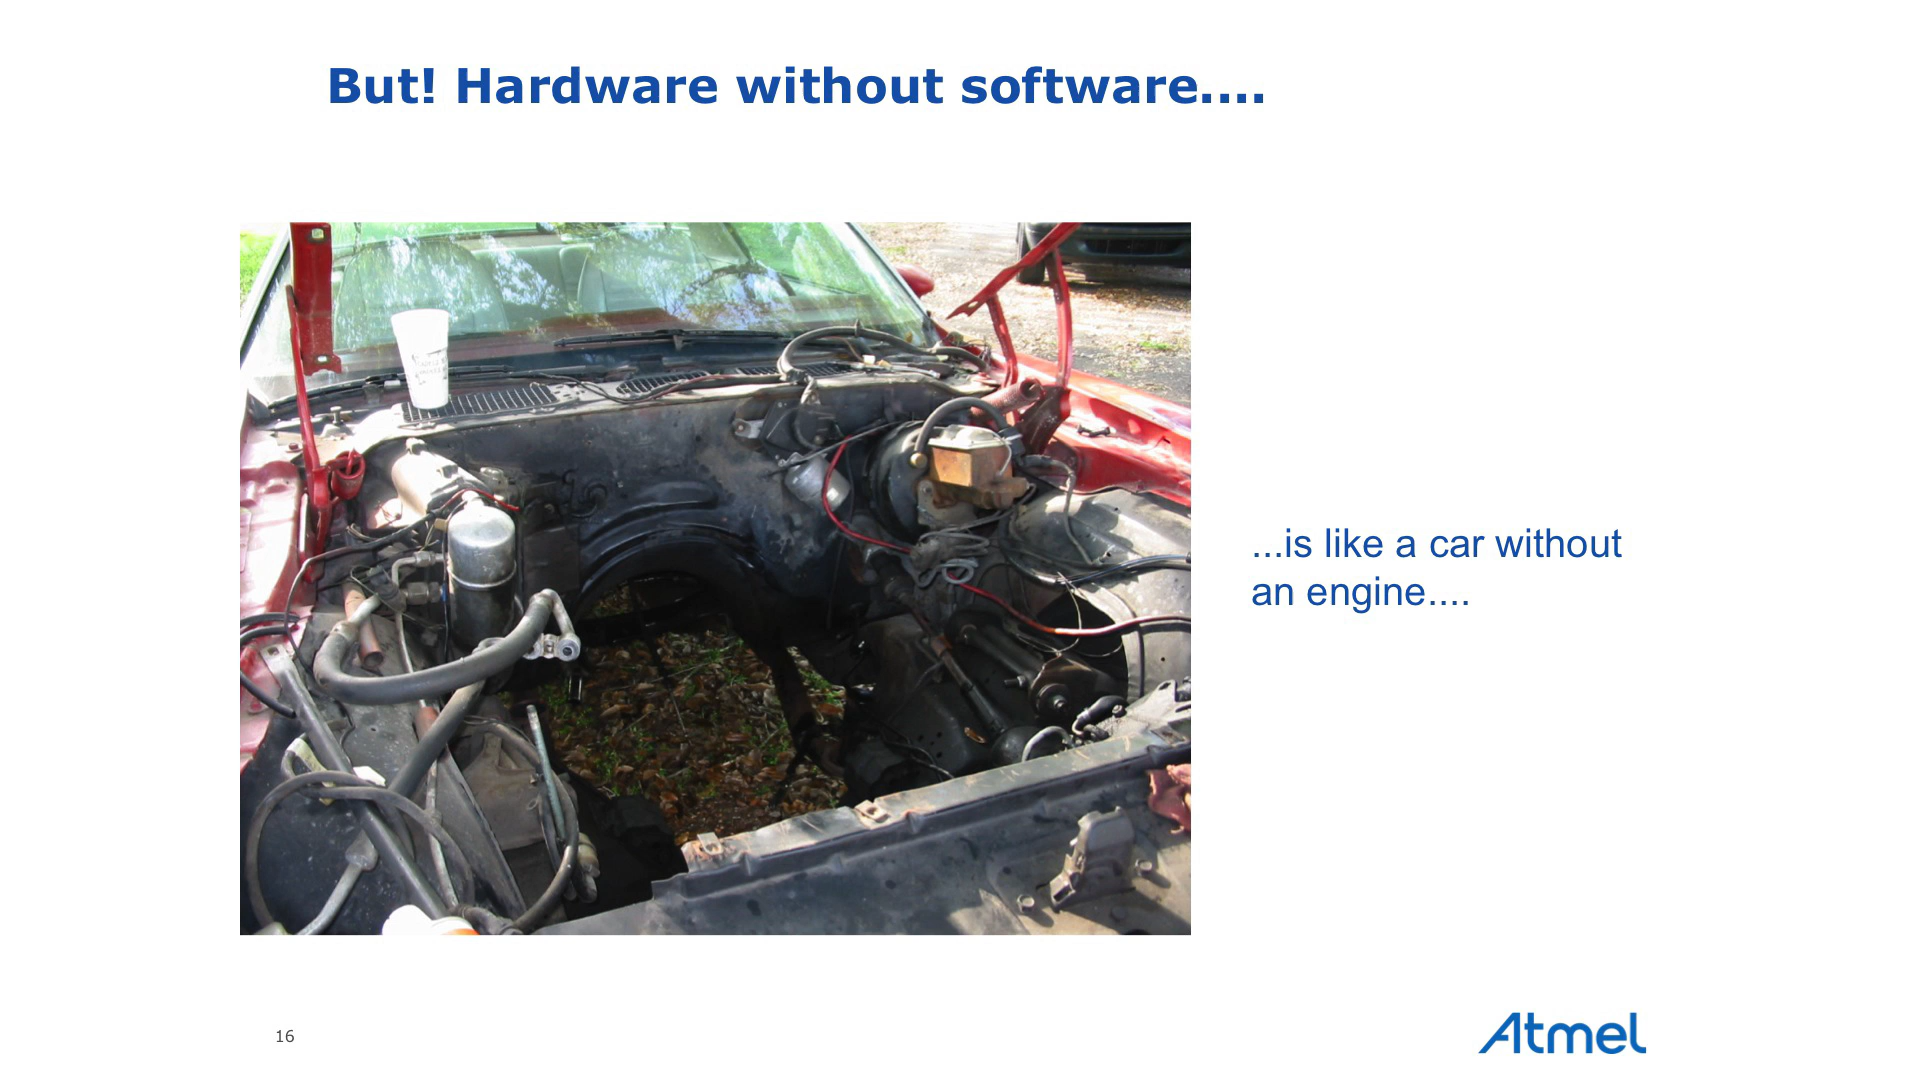 But! Hardware without software....
...is like a car without
an engine....
16
Atmel